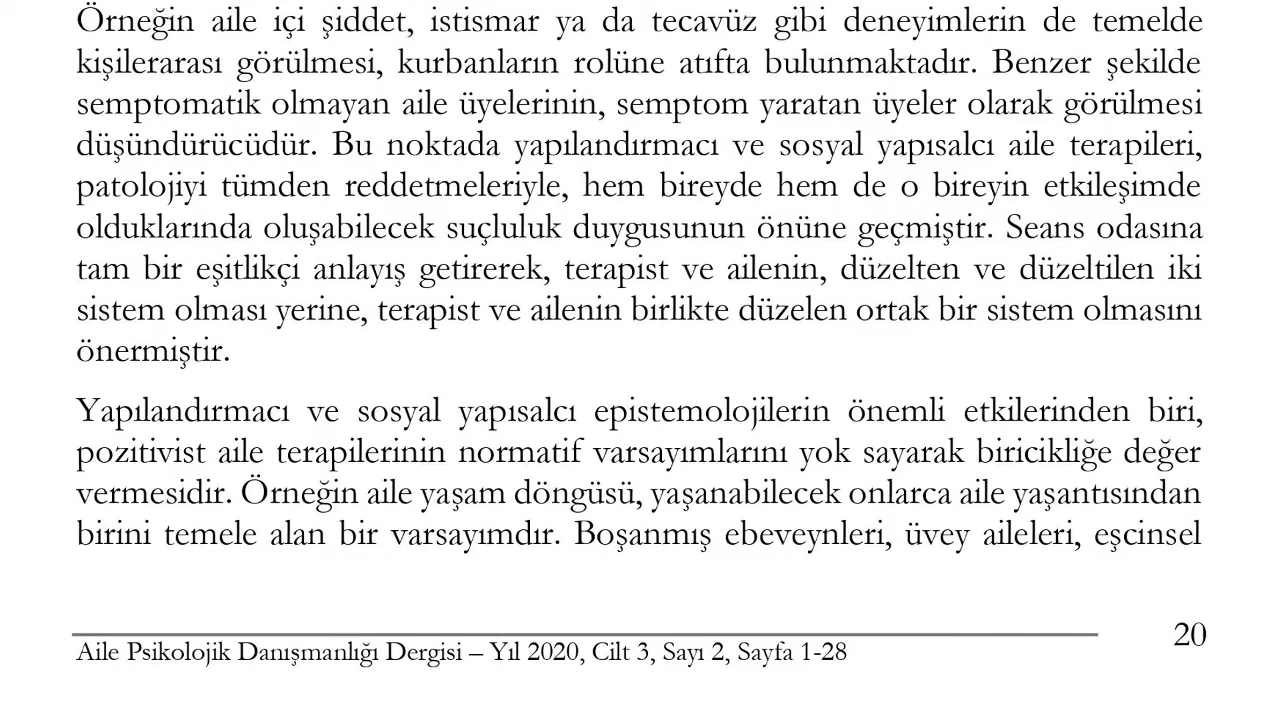 Örneğin aile içi şiddet, istismar ya da tecavüz gibi deneyimlerin de temelde
kişilerarası görülmesi, kurbanların rolüne atıfta bulunmaktadır. Benzer şekilde
semptomatik olmayan aile üyelerinin, semptom yaratan üyeler olarak görülmesi
düşündürücüdür. Bu noktada yapılandırmacı ve sosyal yapısalcı aile terapileri,
patolojiyi tümden reddetmeleriyle, hem bireyde hem de o bireyin etkileşimde
olduklarında oluşabilecek suçluluk duygusunun önüne geçmiştir. Seans odasına
tam bir eşitlikçi anlayış getirerek, terapist ve ailenin, düzelten ve düzeltilen iki
sistem olması yerine, terapist ve ailenin birlikte düzelen ortak bir sistem olmasını
önermiştir.
Yapılandırmacı ve sosyal yapısalcı epistemolojilerin önemli etkilerinden biri,
pozitivist aile terapilerinin normatif varsayımlarını yok sayarak biricikliğe değer
vermesidir. Örneğin aile yaşam döngüsü, yaşanabilecek onlarca aile yaşantısından
birini temele alan bir varsayımdır. Boşanmış ebeveynleri, üvey aileleri, eşcinsel
20
Aile Psikolojik Danışmanlığı Dergisi – Yıl 2020, Cilt 3, Sayı 2, Sayfa 1-28